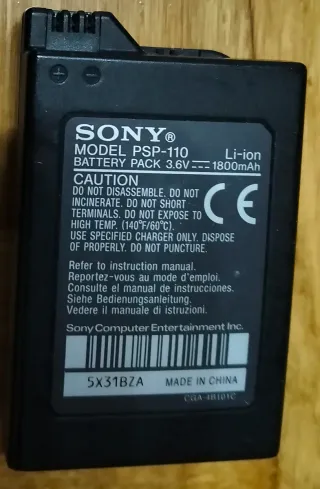 + -
SONY®
MODEL PSP-110 Li-ion
BATTERY PACK 3.6V⎓1800mAh
CAUTION
DO NOT DISASSEMBLE. DO NOT
INCINERATE. DO NOT SHORT
TERMINALS. DO NOT EXPOSE TO
HIGH TEMP. (140°F/60°C).
USE SPECIFIED CHARGER ONLY. DISPOSE
OF PROPERLY. DO NOT PUNCTURE.
CE
Refer to instruction manual.
Reportez-vous au mode d'emploi.
Consulte el manual de instrucciones.
Siehe Bedienungsanleitung.
Vedere il manuale di istruzioni.
Sony Computer Entertainment Inc.
5X31BZA MADE IN CHINA
CGA-1B101C